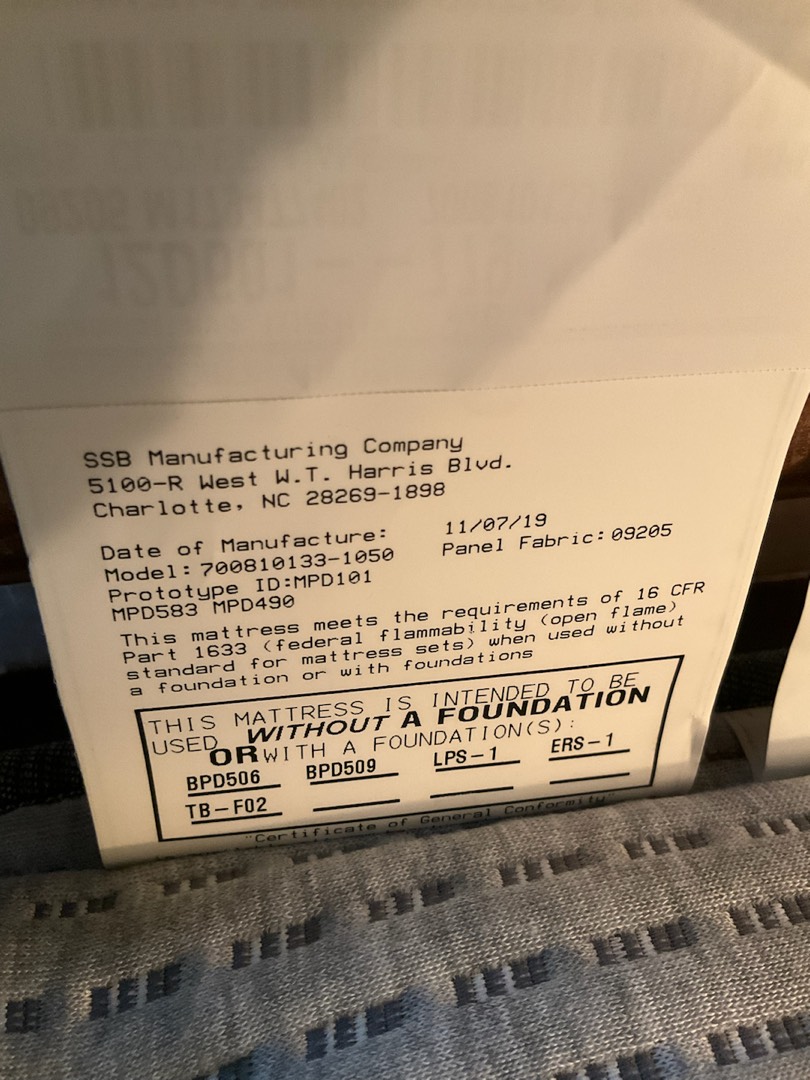 SSB Manufacturing Company
5100-R West W.T. Harris Blvd.
Charlotte, NC 28269-1898
Date of Manufacture: 11/07/19
Model: 700810133-1050 Panel Fabric: 09205
Prototype ID:MPD101
MPD583 MPD490
This mattress meets the requirements of 16 CFR
Part 1633 (federal flammability (open flame)
standard for mattress sets) when used without
a foundation or with foundations
THIS MATTRESS IS INTENDED TO BE
USED WITHOUT A FOUNDATION
OR WITH A FOUNDATION(S):
BPD506 BPD509 LPS-1 ERS-1
TB-F02
"Certificate of General Conformity"